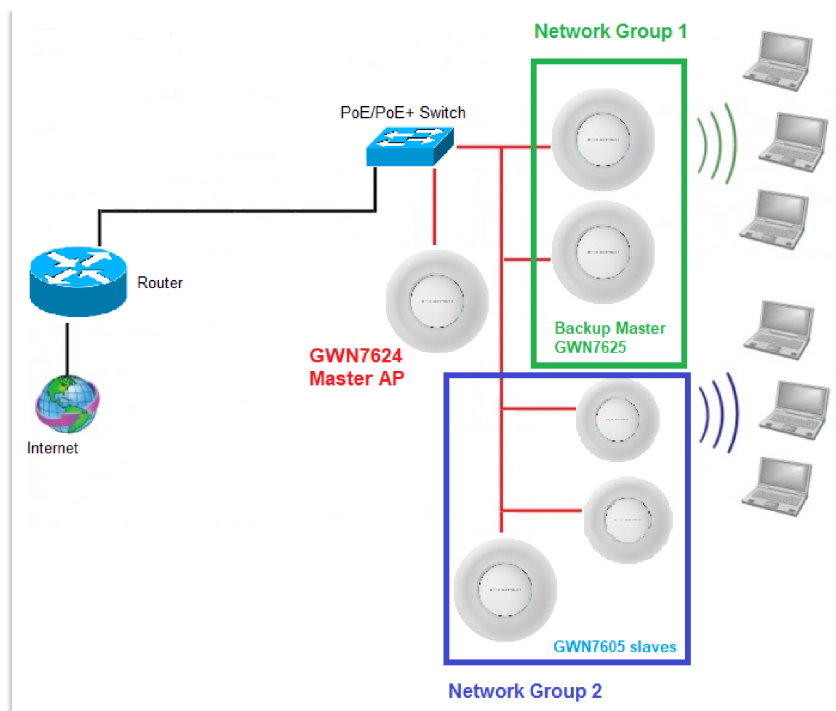 Network Group 1
PoE/PoE+ Switch
Router
GWN7624
Master AP
Backup Master
GWN7625
Internet
GWN7605 slaves
Network Group 2